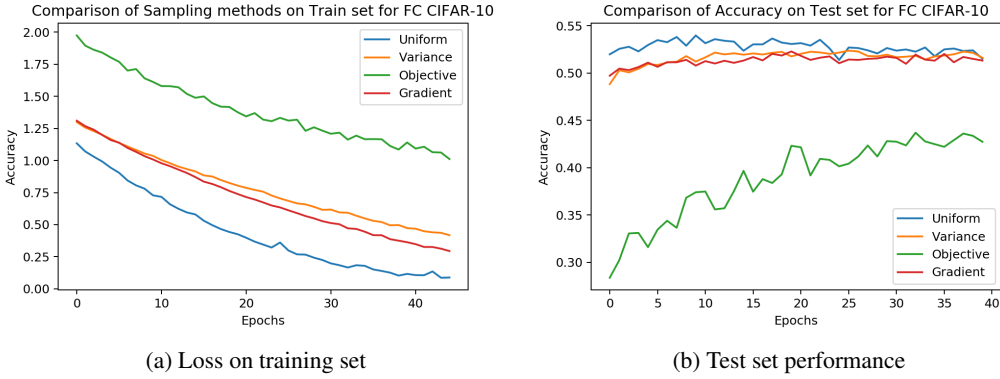 Comparison of Sampling methods on Train set for FC CIFAR-10
2.00
1.75
1.50
1.25
1.00
0.75
0.50
0.25
0.00
Accuracy
Uniform
Variance
Objective
Gradient
0
10
20
30
40
Epochs
(a) Loss on training set
Comparison of Accuracy on Test set for FC CIFAR-10
0.55
0.50
0.45
0.40
0.35
0.30
Accuracy
Uniform
Variance
Objective
Gradient
0
5
10
15
20
25
30
35
40
Epochs
(b) Test set performance